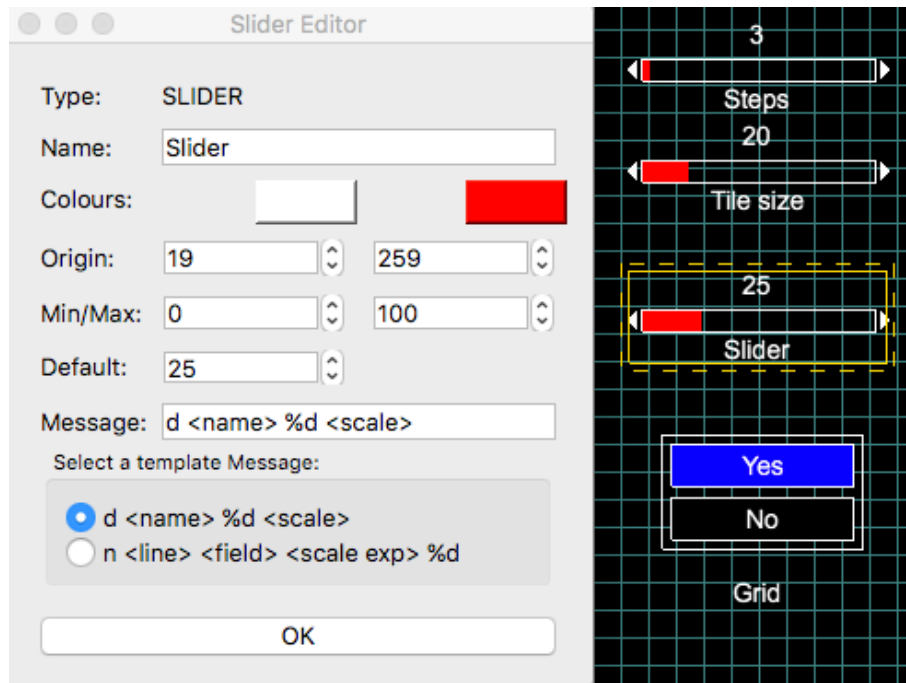 Slider Editor
Type: SLIDER
Name: Slider
Colours:
Origin: 19 259
Min/Max: 0 100
Default: 25
Message: d <name> %d <scale>
Select a template Message:
d <name> %d <scale>
n <line> <field> <scale exp> %d
OK
3
Steps
20
Tile size
25
Slider
Yes
No
Grid